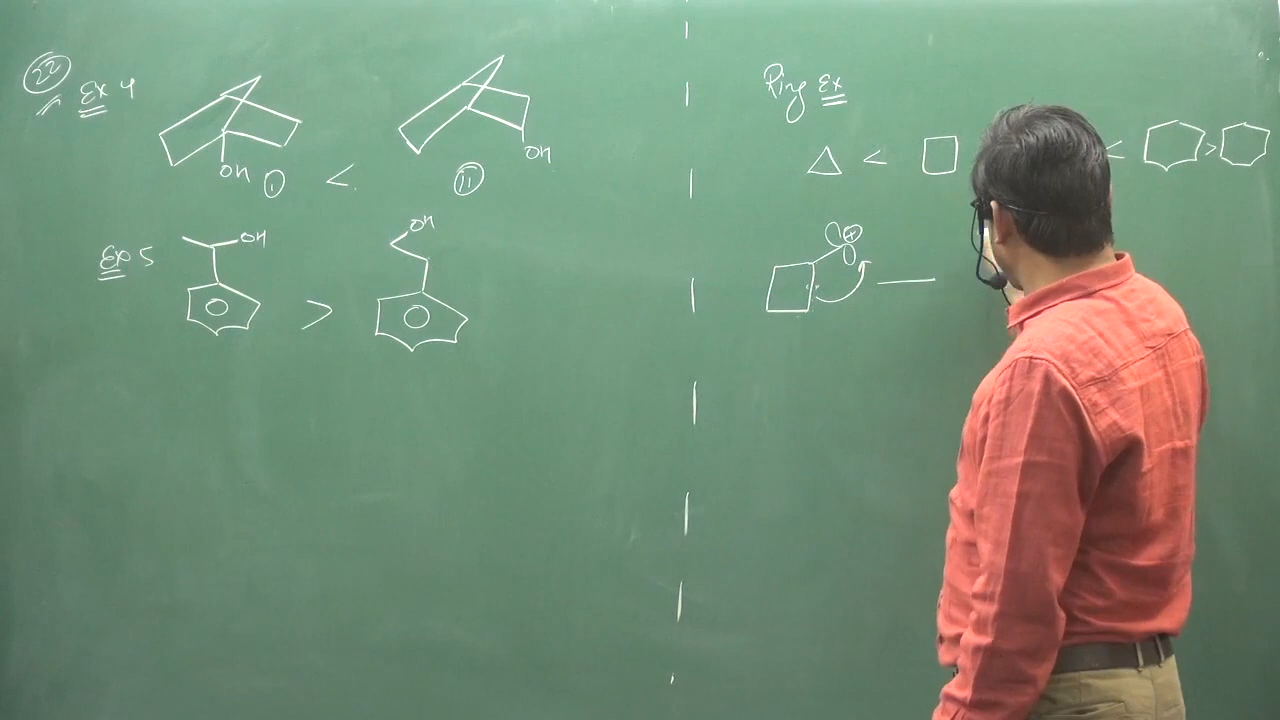 22
Ex 4
OH
I
<
OH
II
Ex 5
OH
>
OH
Ring Ex
< < >
+